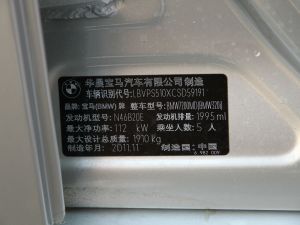 华晨宝马汽车有限公司 制造
车辆识别代号: LBVPS510XCSD59191
品牌: 宝马(BMW) 牌 整车型号: BMW7200MD(BMW320i)
发动机型号: N46B20E 发动机排量: 1995 ml
最大净功率: 112 kW 乘坐人数: 5 人
最大设计总质量: 1910 kg
制造年月: 2011.11 制造国: 中国
6 982 009